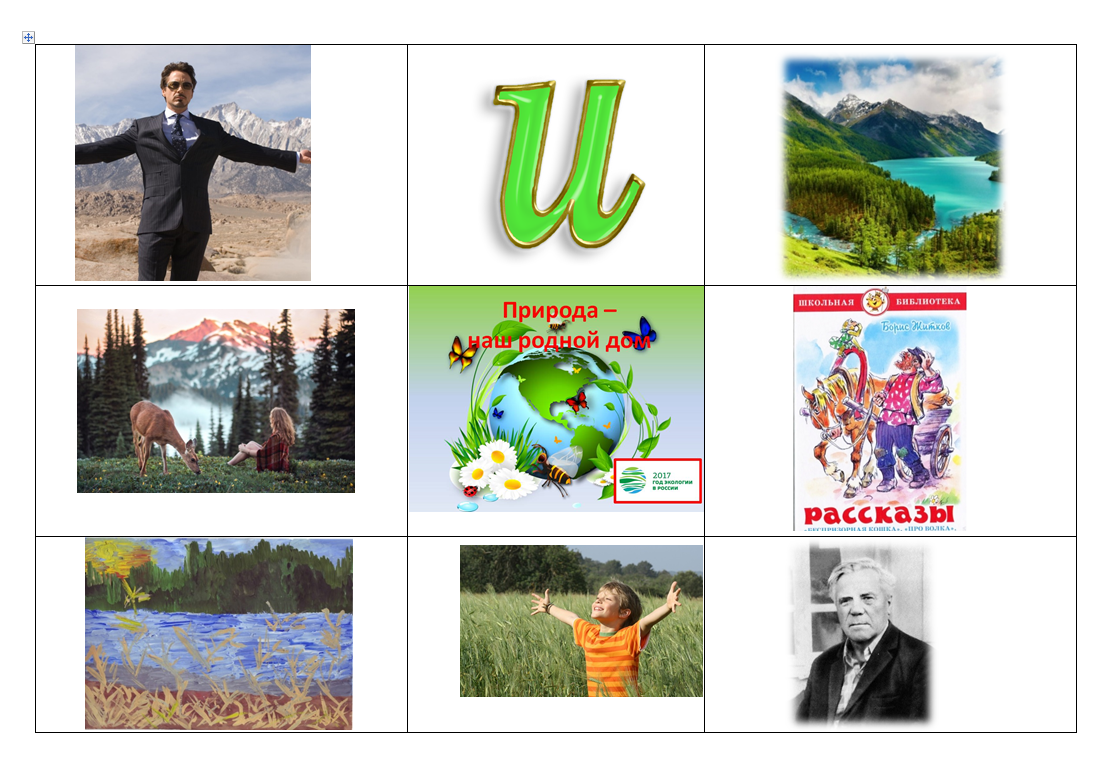 и
Природа –
наш родной дом
2017
ГОД ЭКОЛОГИИ
В РОССИИ
ШКОЛЬНАЯ БИБЛИОТЕКА
Борис Житков
рассказы
«БЕСПРИЗОРНАЯ КОШКА», «ПРО ВОЛКА»,